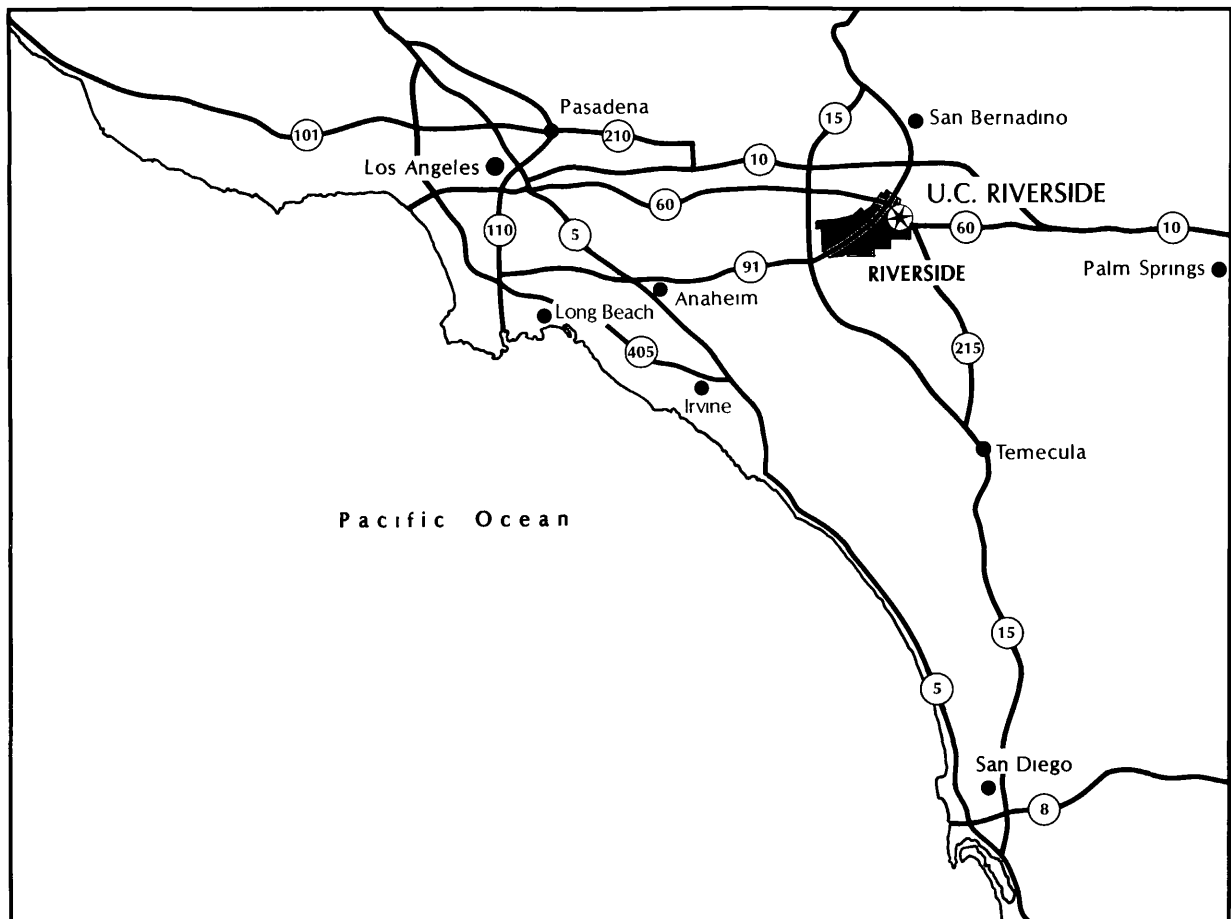 Pasadena
15
San Bernadino
101
210
Los Angeles
10
U.C. RIVERSIDE
60
110
5
60
10
91
RIVERSIDE
Palm Springs
Anaheim
Long Beach
405
215
Irvine
Temecula
Pacific Ocean
15
5
San Diego
8